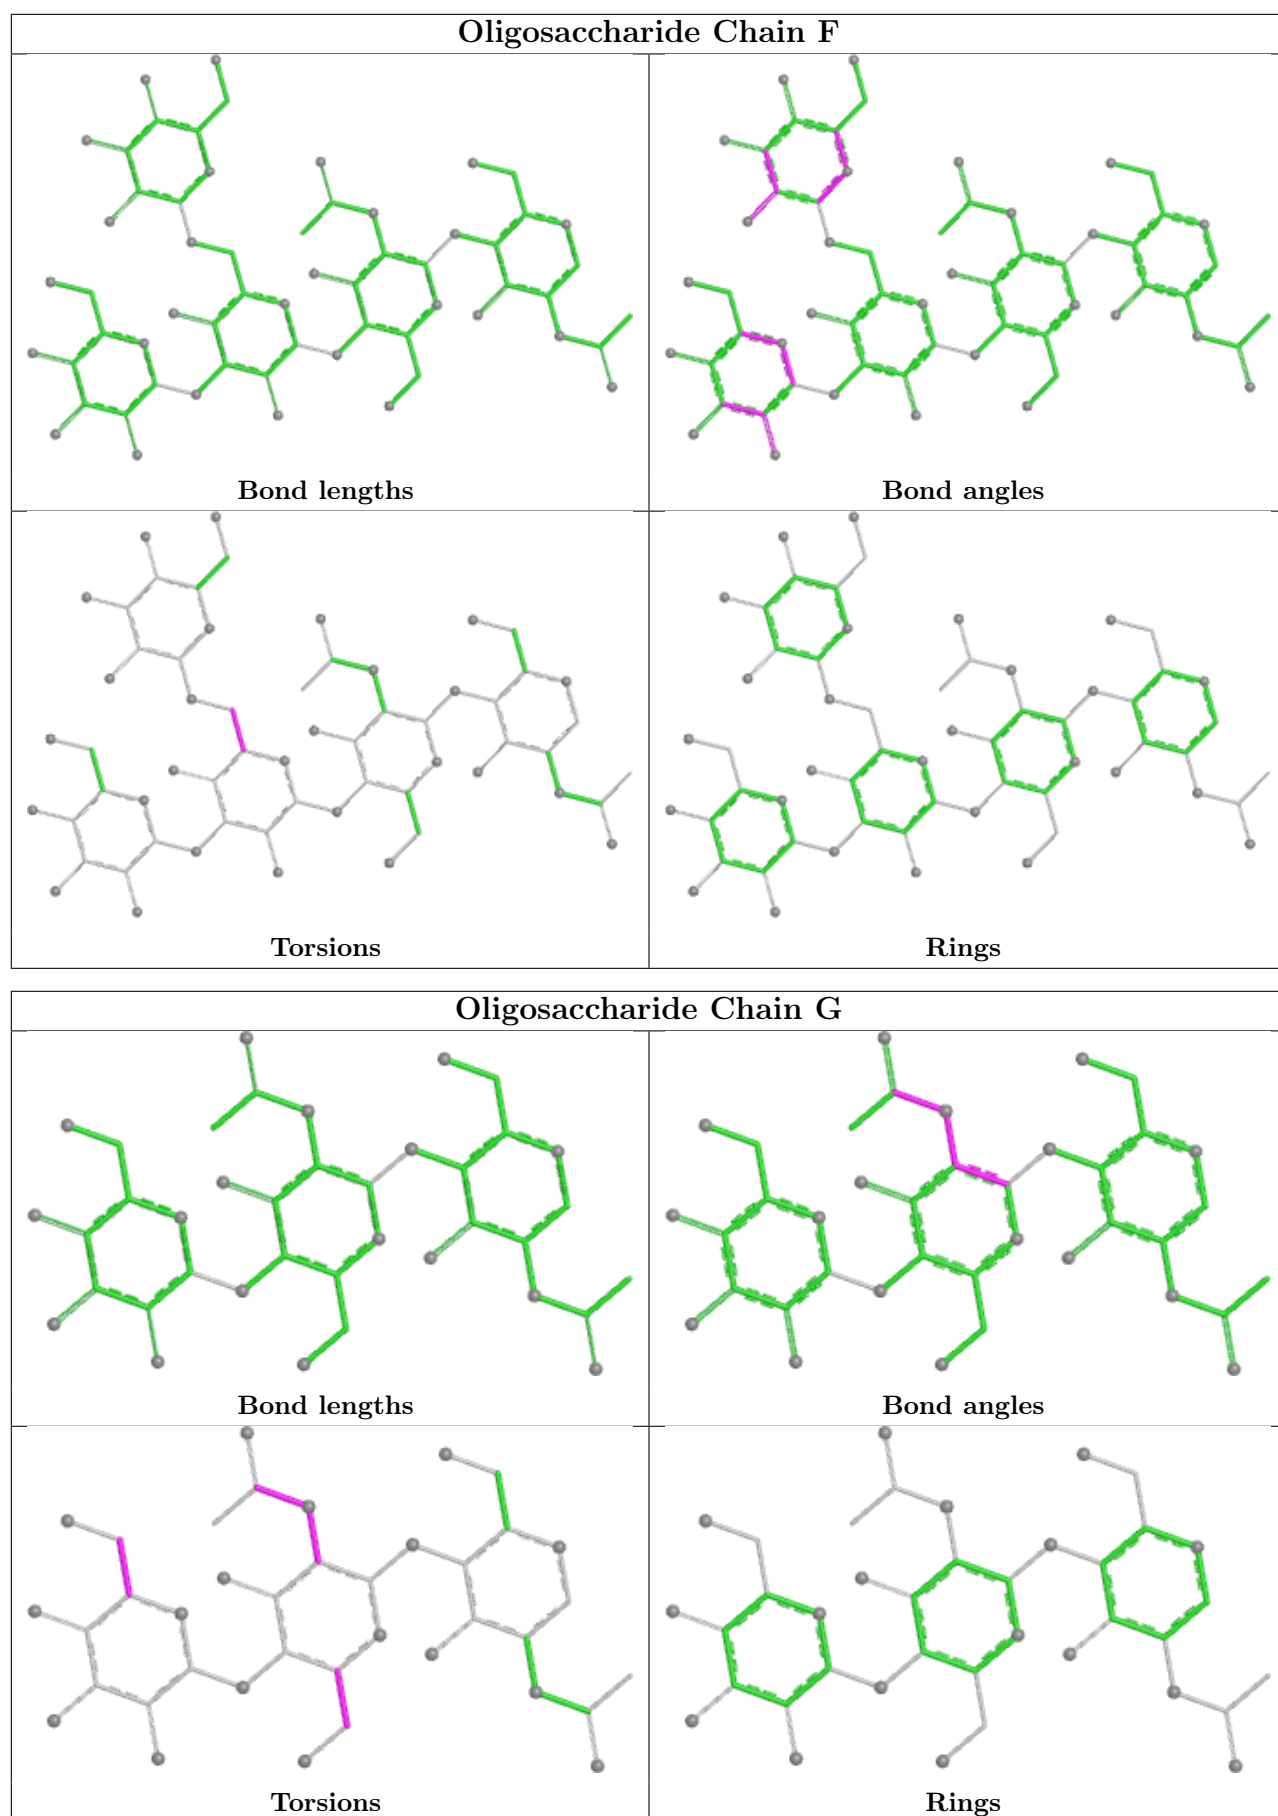 Oligosaccharide Chain F
Bond lengths
Bond angles
Torsions
Rings
Oligosaccharide Chain G
Bond lengths
Bond angles
Torsions
Rings